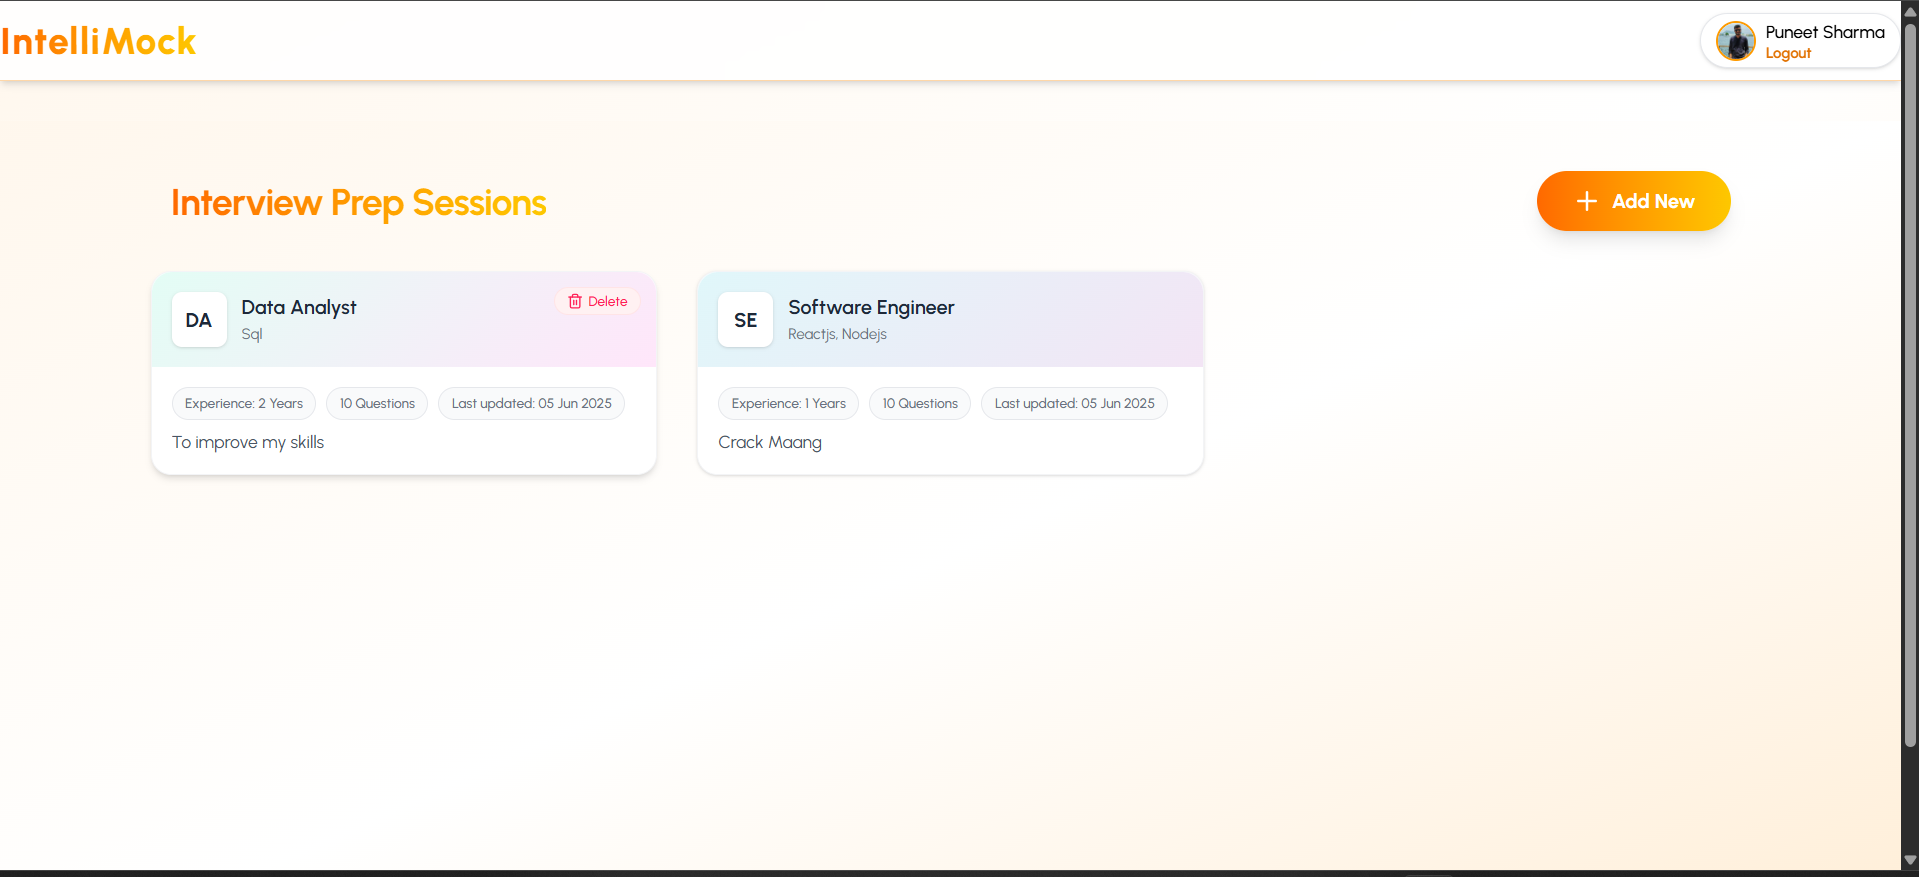 IntelliMock
Puneet Sharma
Logout
Interview Prep Sessions
Add New
DA
Data Analyst
Sql
Delete
Experience: 2 Years
10 Questions
Last updated: 05 Jun 2025
To improve my skills
SE
Software Engineer
Reactjs, Nodejs
Experience: 1 Years
10 Questions
Last updated: 05 Jun 2025
Crack Maang